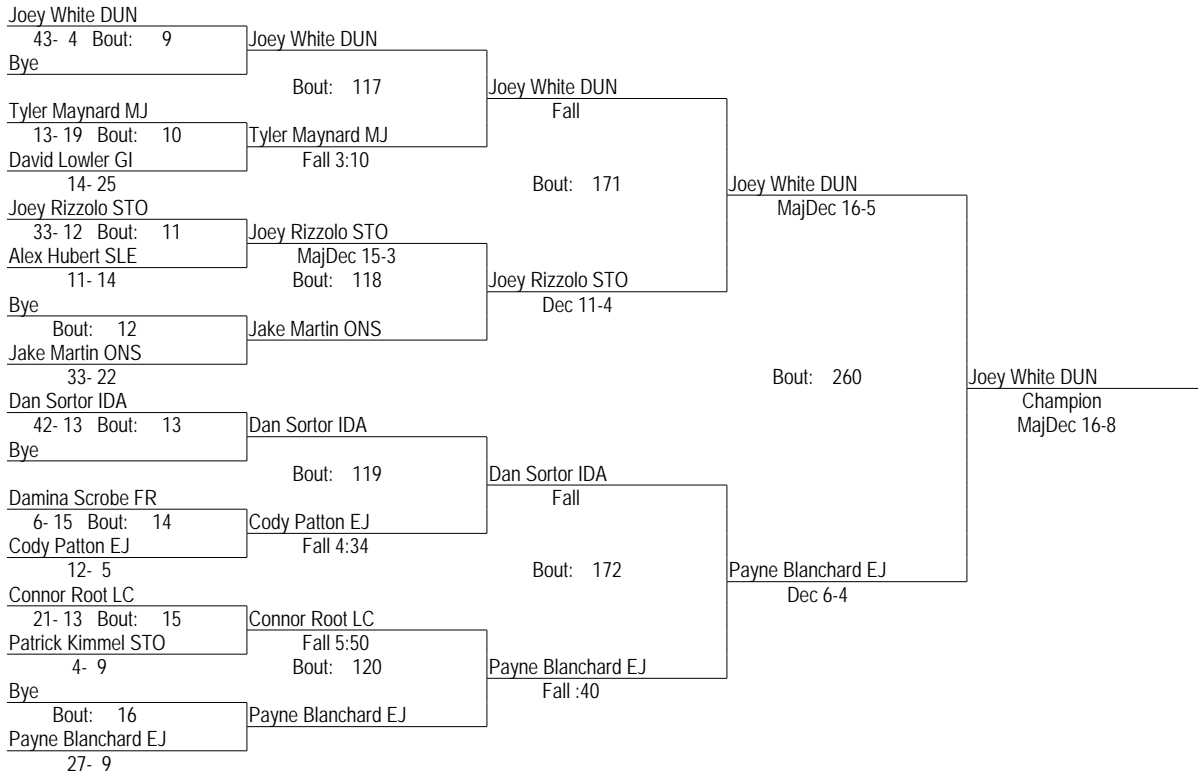 Joey White DUN
43- 4 Bout: 9
Joey White DUN
Bye
Bout: 117
Joey White DUN
Tyler Maynard MJ
Fall
13- 19 Bout: 10
Tyler Maynard MJ
David Lowler GI
Fall 3:10
14- 25
Bout: 171
Joey White DUN
Joey Rizzolo STO
MajDec 16-5
33- 12 Bout: 11
Joey Rizzolo STO
Alex Hubert SLE
MajDec 15-3
11- 14
Bout: 118
Joey Rizzolo STO
Bye
Dec 11-4
Bout: 12
Jake Martin ONS
Jake Martin ONS
33- 22
Bout: 260
Joey White DUN
Dan Sortor IDA
Champion
42- 13 Bout: 13
Dan Sortor IDA
MajDec 16-8
Bye
Bout: 119
Dan Sortor IDA
Damina Scrobe FR
Fall
6- 15 Bout: 14
Cody Patton EJ
Cody Patton EJ
Fall 4:34
12- 5
Bout: 172
Payne Blanchard EJ
Connor Root LC
Dec 6-4
21- 13 Bout: 15
Connor Root LC
Patrick Kimmel STO
Fall 5:50
4- 9
Bout: 120
Payne Blanchard EJ
Bye
Fall :40
Bout: 16
Payne Blanchard EJ
Payne Blanchard EJ
27- 9